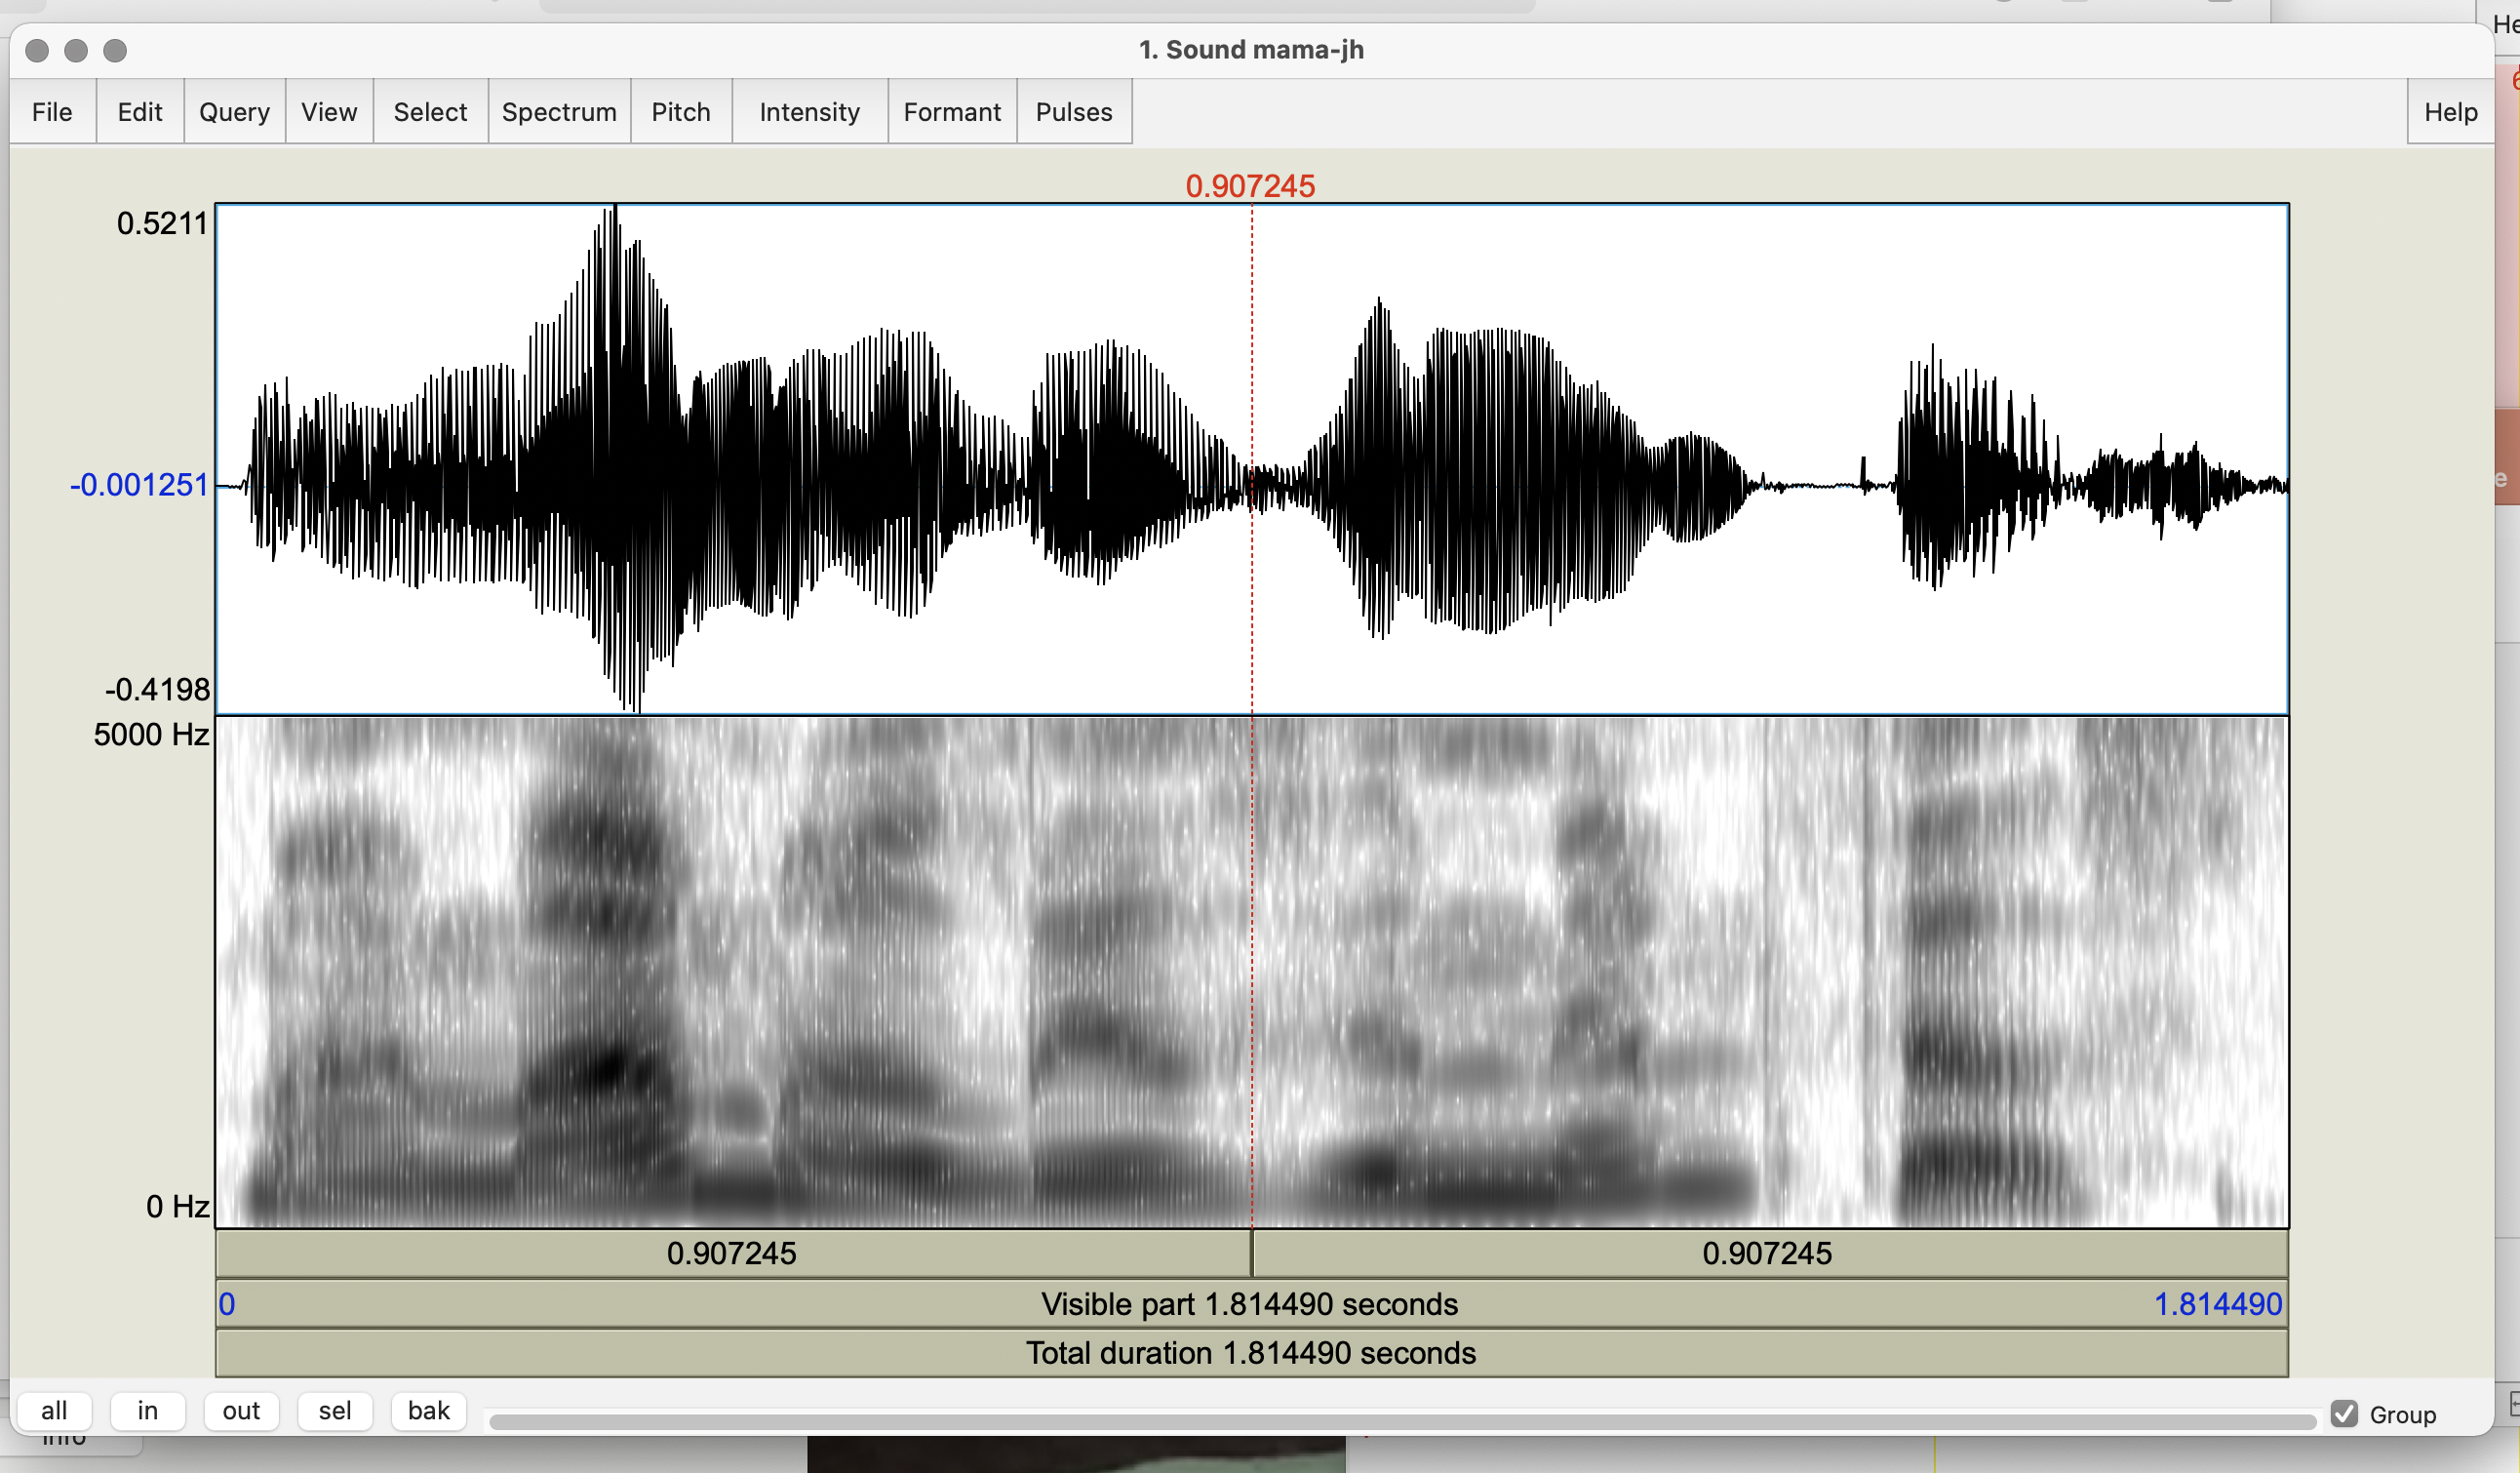 He
1. Sound mama-jh
File Edit Query View Select Spectrum Pitch Intensity Formant Pulses Help
0.907245
0.5211
-0.001251
e
-0.4198
5000 Hz
0 Hz
0.907245 0.907245
0 Visible part 1.814490 seconds 1.814490
Total duration 1.814490 seconds
all in out sel bak Group